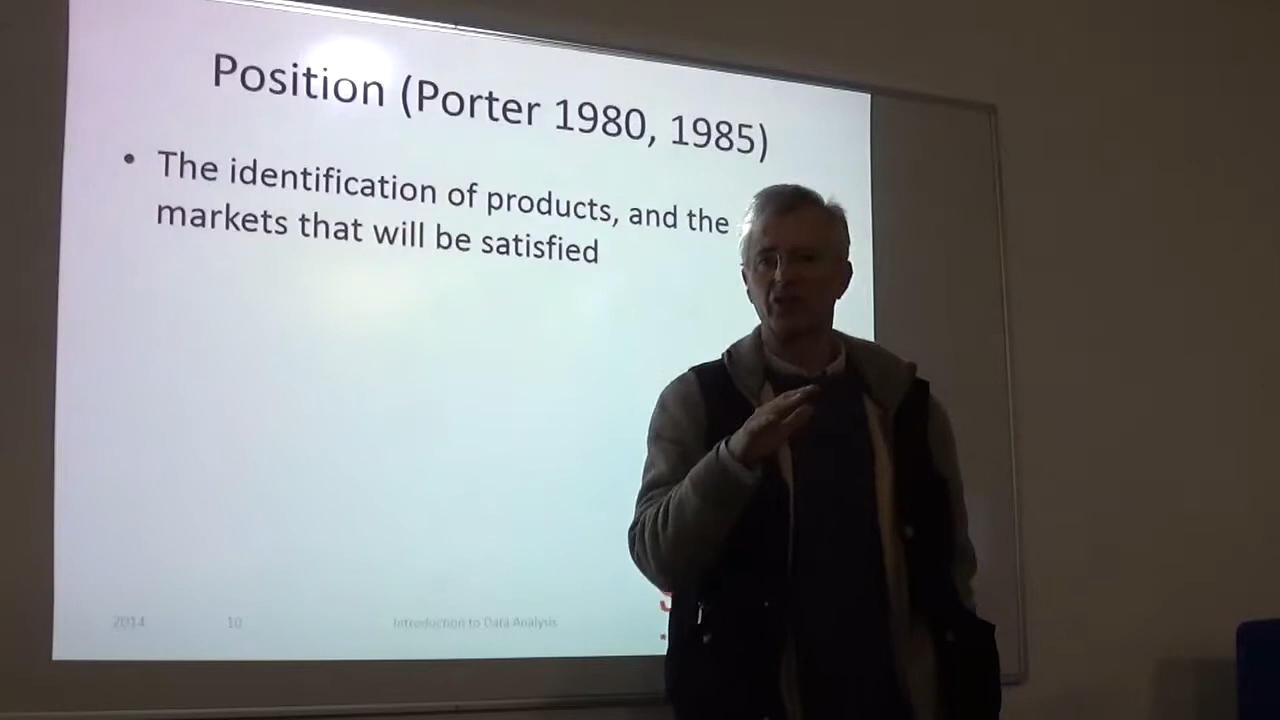 Position (Porter 1980, 1985)
• The identification of products, and the
markets that will be satisfied
2014 10 Introduction to Data Analysis